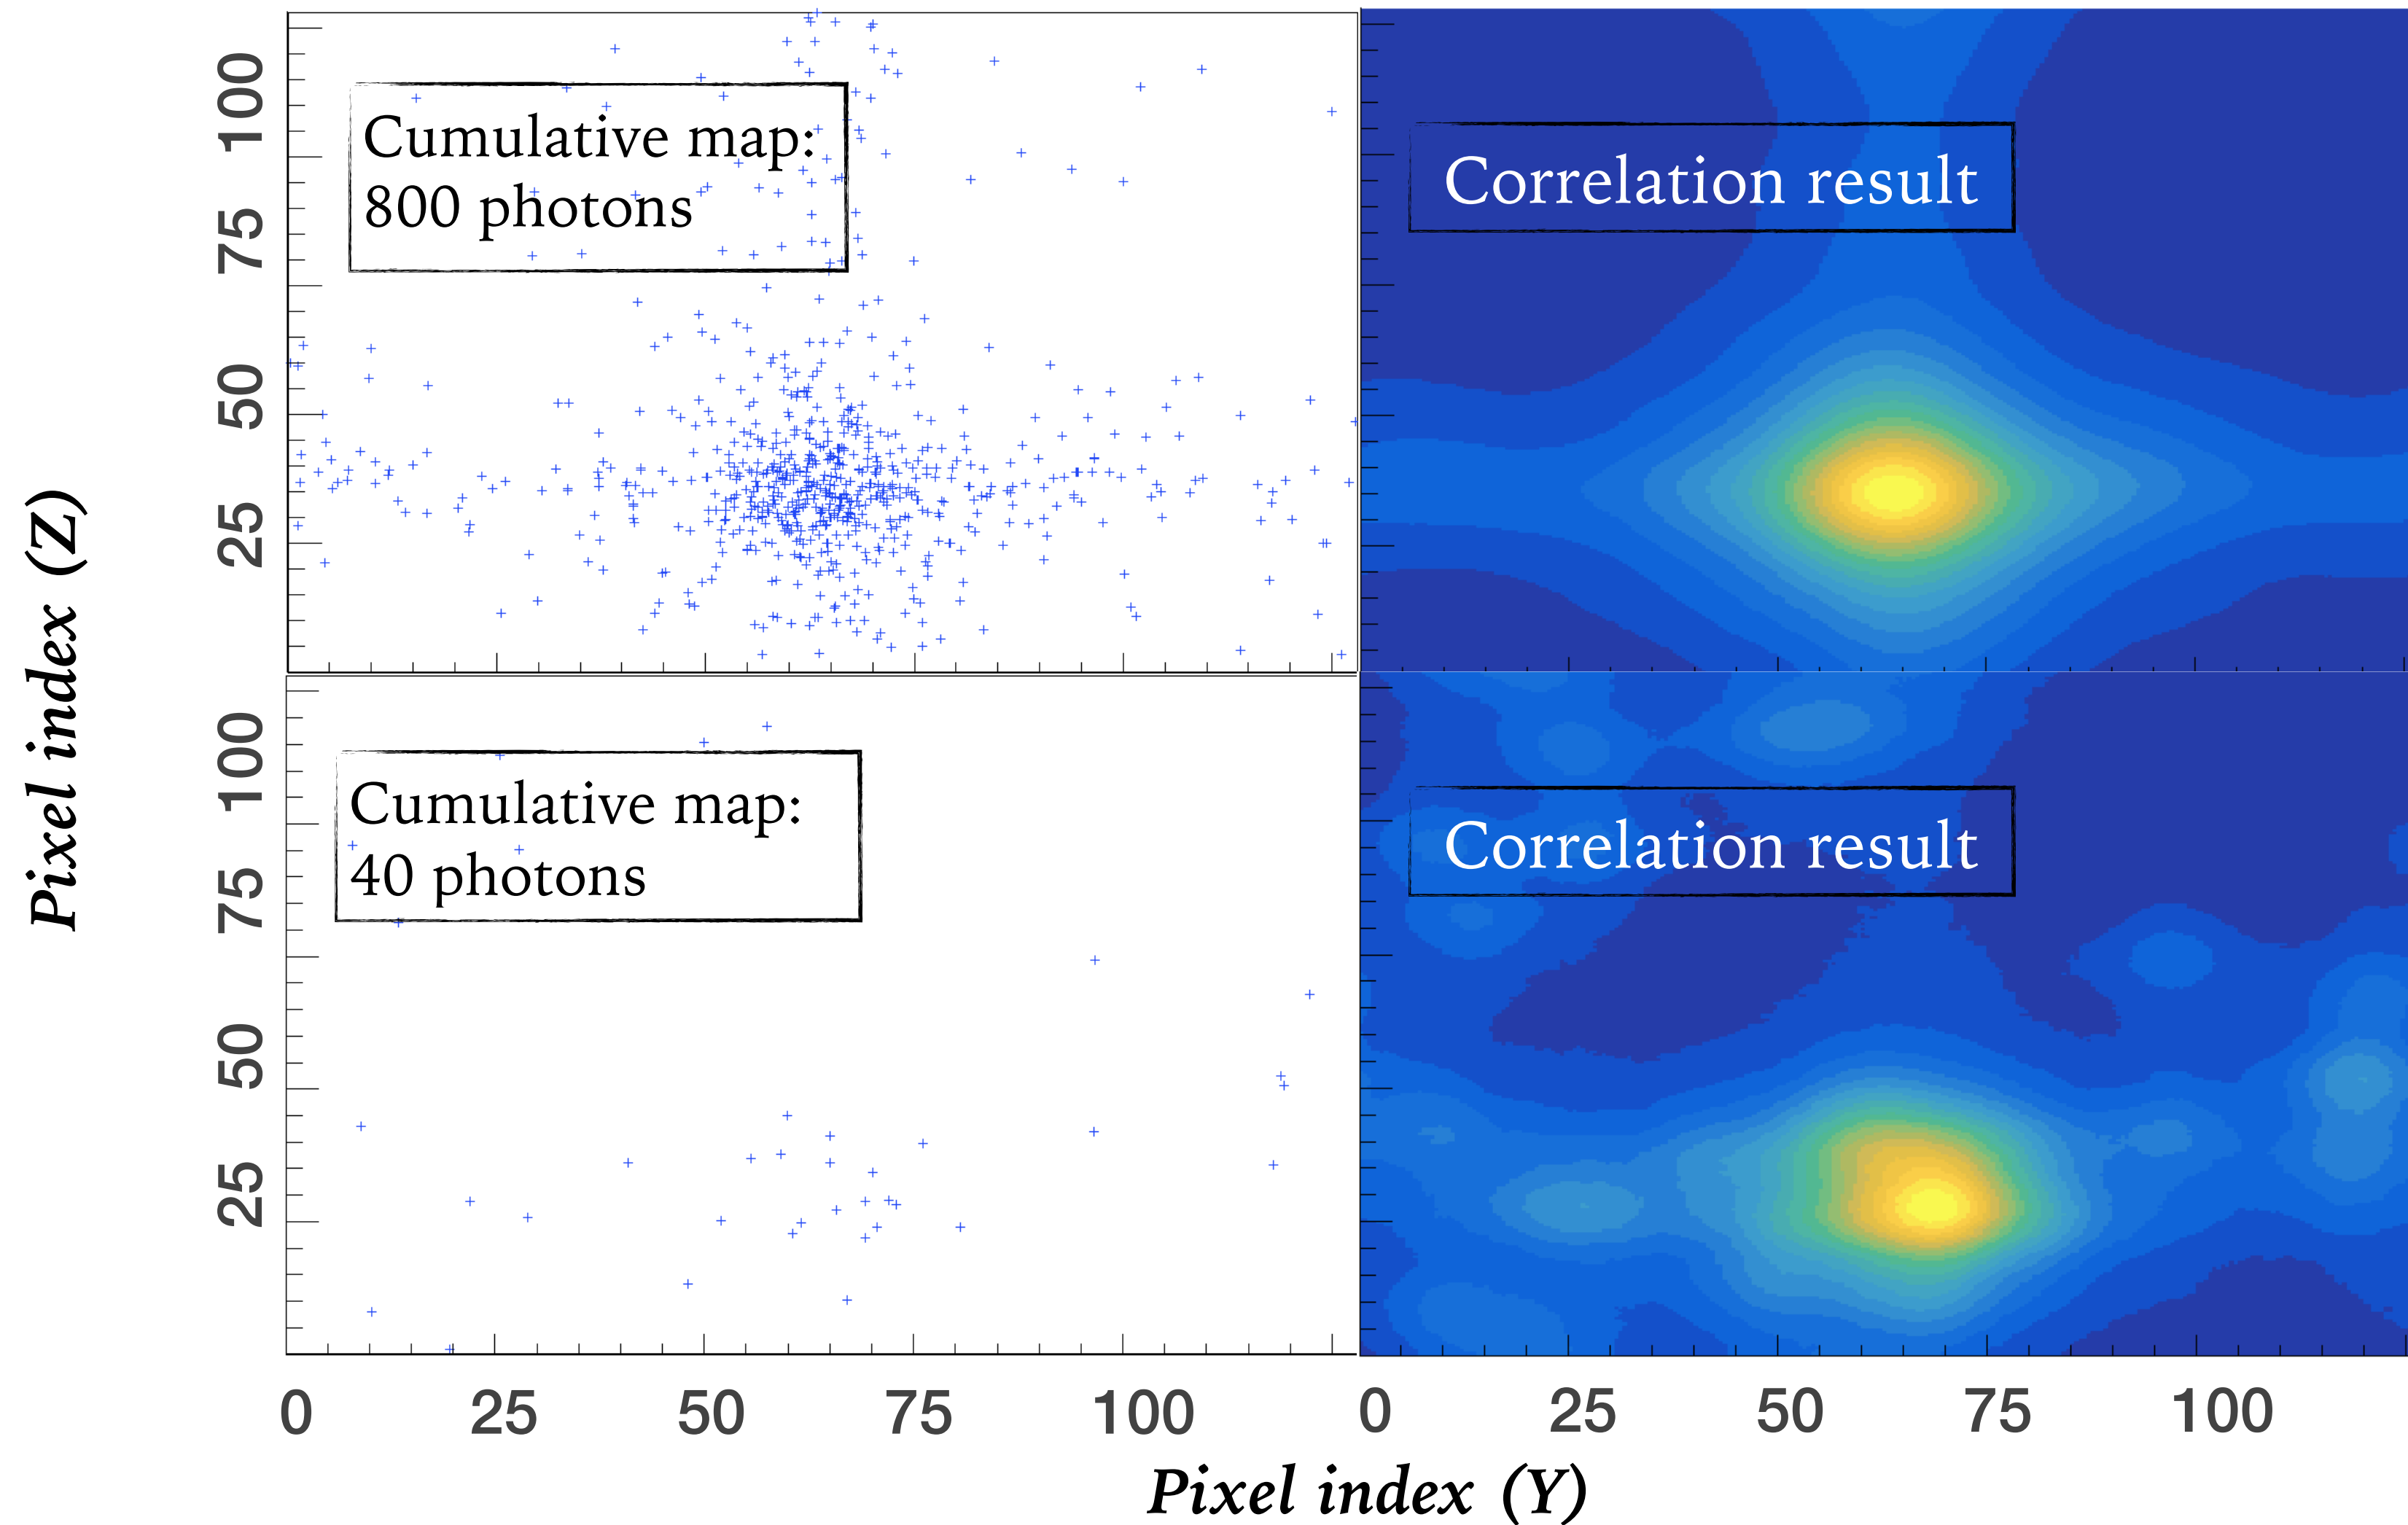 Pixel index (Z)
100
75
50
25
Cumulative map:
800 photons
Correlation result
100
75
50
25
Cumulative map:
40 photons
Correlation result
0 25 50 75 100 0 25 50 75 100
Pixel index (Y)